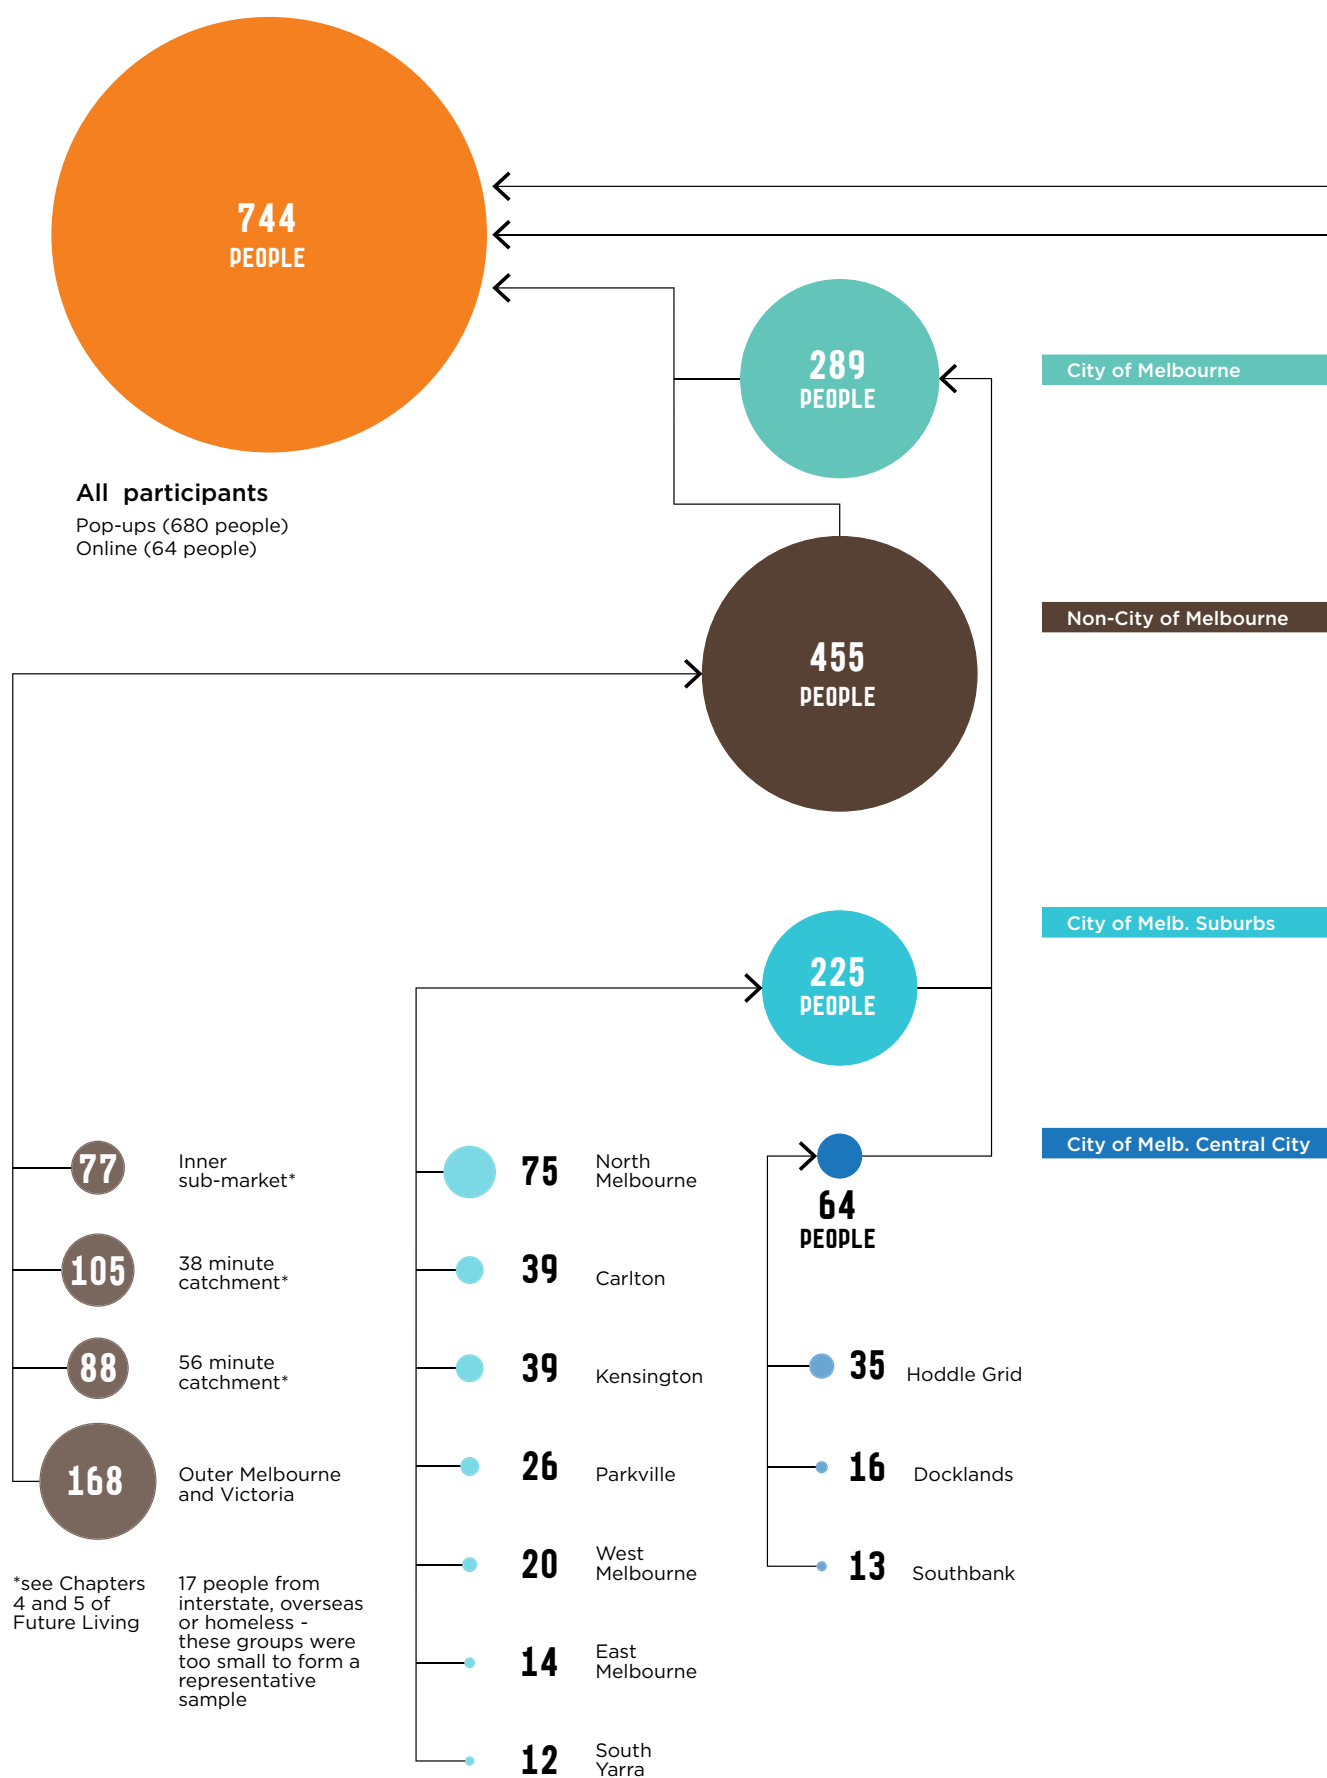 744
PEOPLE
All participants
Pop-ups (680 people)
Online (64 people)
289
PEOPLE
City of Melbourne
455
PEOPLE
Non-City of Melbourne
225
PEOPLE
City of Melb. Suburbs
64
PEOPLE
City of Melb. Central City
77
Inner
sub-market*
105
38 minute
catchment*
88
56 minute
catchment*
168
Outer Melbourne
and Victoria
*see Chapters
4 and 5 of
Future Living
17 people from
interstate, overseas
or homeless -
these groups were
too small to form a
representative
sample
75
North
Melbourne
39
Carlton
39
Kensington
26
Parkville
20
West
Melbourne
14
East
Melbourne
12
South
Yarra
35
Hoddle Grid
16
Docklands
13
Southbank